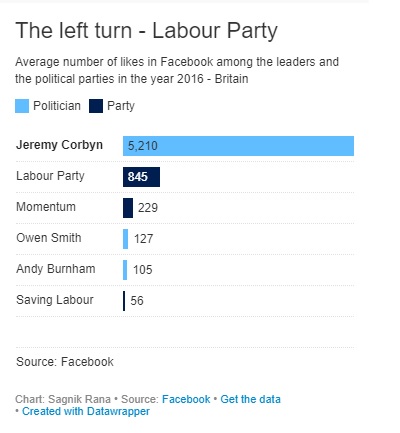 The left turn - Labour Party
Average number of likes in Facebook among the leaders and
the political parties in the year 2016 - Britain
Politician Party
Jeremy Corbyn 5,210
Labour Party 845
Momentum 229
Owen Smith 127
Andy Burnham 105
Saving Labour 56
Source: Facebook
Chart: Sagnik Rana • Source: Facebook • Get the data
• Created with Datawrapper